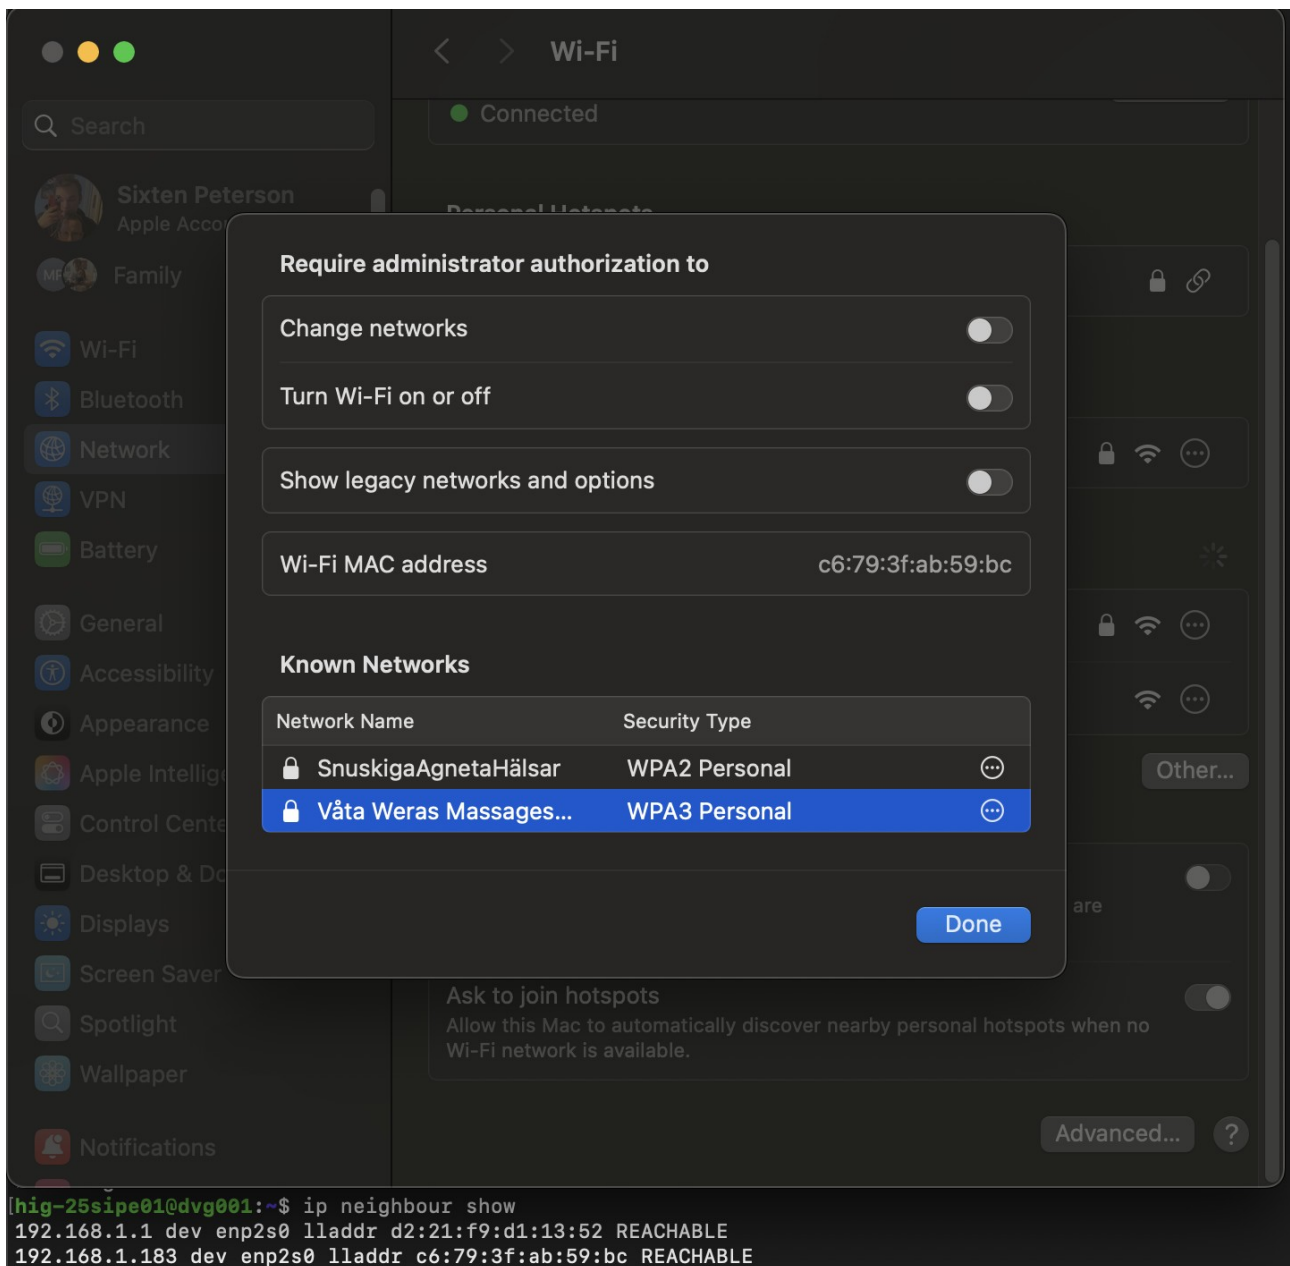 Wi-Fi
Search
Connected
Sixten Peterson
Apple Acco
MF
Family
Wi-Fi
Bluetooth
Network
VPN
Battery
General
Accessibility
Appearance
Apple Intellige
Control Cente
Desktop & Do
Displays
Screen Saver
Spotlight
Wallpaper
Notifications
Personal Hotspots
Require administrator authorization to
Change networks
Turn Wi-Fi on or off
Show legacy networks and options
Wi-Fi MAC address c6:79:3f:ab:59:bc
Known Networks
Network Name Security Type
SnuskigaAgnetaHälsar WPA2 Personal
Våta Weras Massages... WPA3 Personal
Done
Other...
are
Ask to join hotspots
Allow this Mac to automatically discover nearby personal hotspots when no
Wi-Fi network is available.
Advanced... ?
[hig-25sipe01@dvg001:~$ ip neighbour show
192.168.1.1 dev enp2s0 lladdr d2:21:f9:d1:13:52 REACHABLE
192.168.1.183 dev enp2s0 lladdr c6:79:3f:ab:59:bc REACHABLE